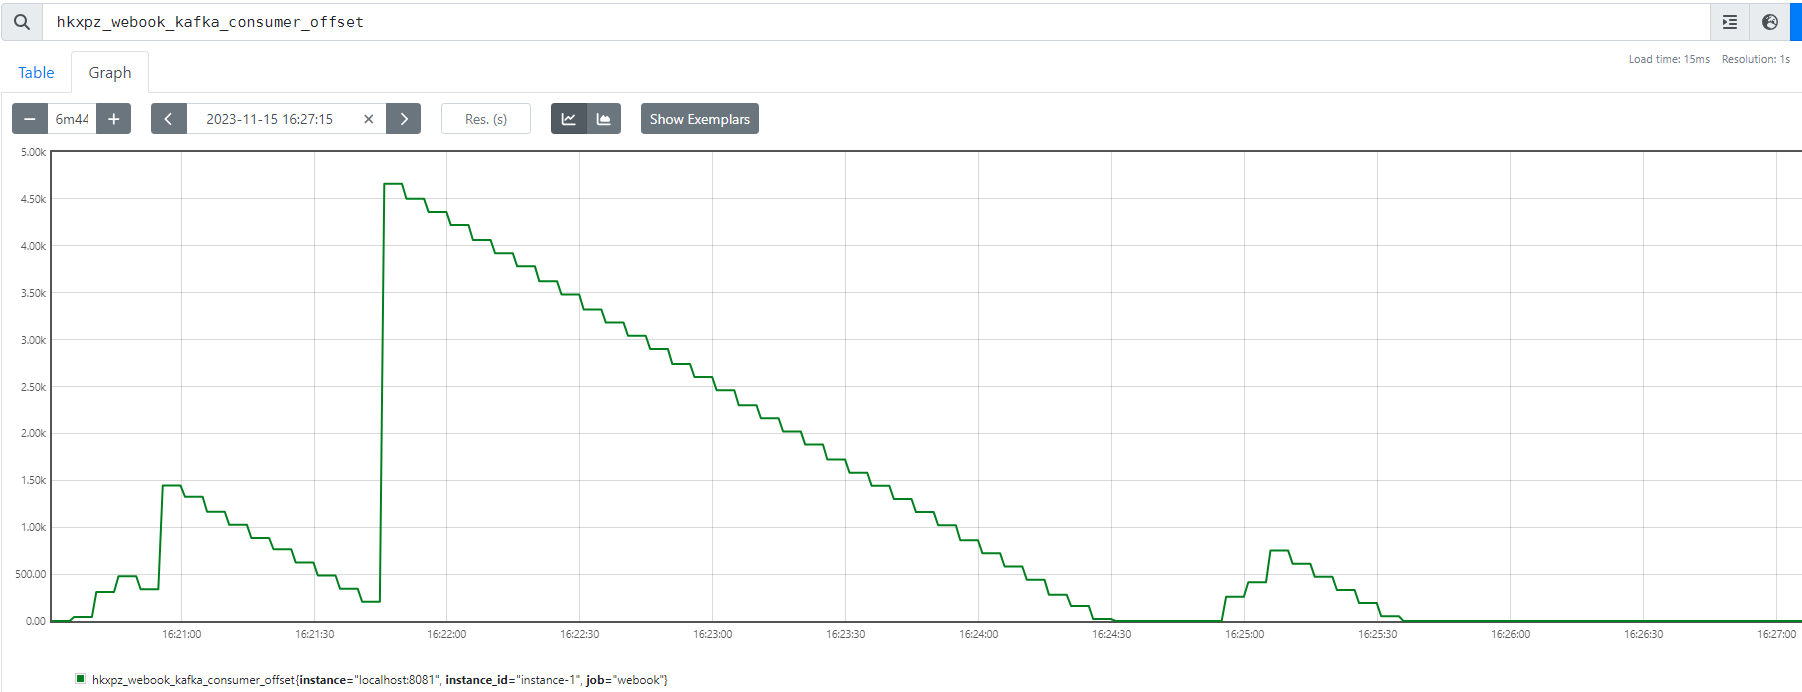 hkxpz_webook_kafka_consumer_offset
Table
Graph
Load time: 15ms Resolution: 1s
6m44
2023-11-15 16:27:15
Res. (s)
Show Exemplars
5.00k
4.50k
4.00k
3.50k
3.00k
2.50k
2.00k
1.50k
1.00k
500.00
0.00
16:21:00 16:21:30 16:22:00 16:22:30 16:23:00 16:23:30 16:24:00 16:24:30 16:25:00 16:25:30 16:26:00 16:26:30 16:27:00
hkxpz_webook_kafka_consumer_offset{instance="localhost:8081", instance_id="instance-1", job="webook"}